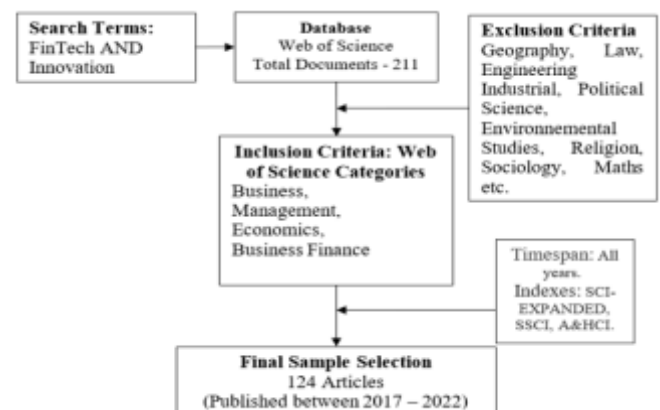 Search Terms:
FinTech AND
Innovation
Database
Web of Science
Total Documents - 211
Exclusion Criteria
Geography, Law,
Engineering
Industrial, Political
Science,
Environnemental
Studies, Religion,
Sociology, Maths
etc.
Inclusion Criteria: Web
of Science Categories
Business,
Management,
Economics,
Business Finance
Timespan: All
years.
Indexes: SCI-
EXPANDED,
SSCI, A&HCI.
Final Sample Selection
124 Articles
(Published between 2017 – 2022)